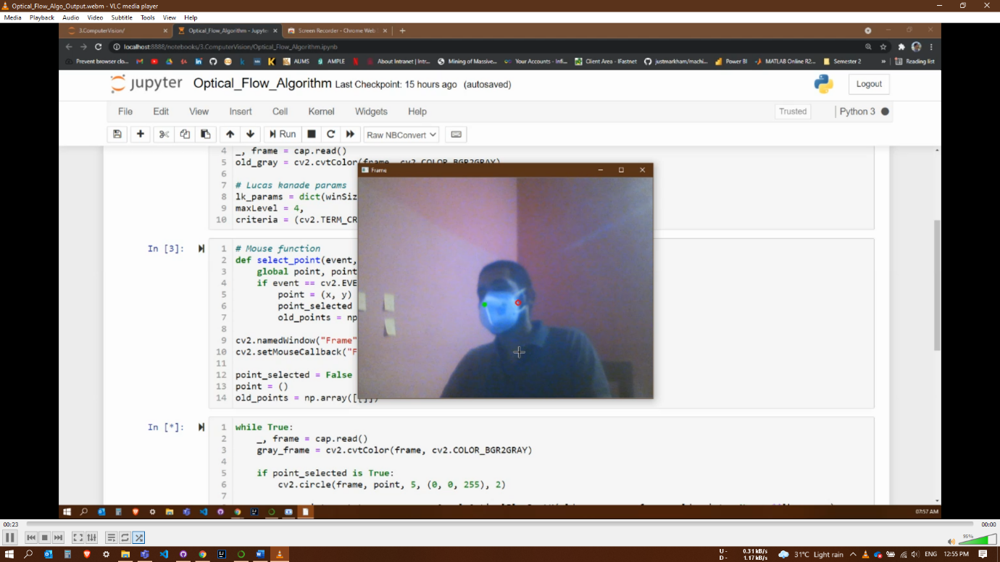 Optical_Flow_Algo_Output.webm - VLC media player
Media Playback Audio Video Subtitle Tools View Help
3.ComputerVision/
Optical_Flow_Algorithm - Jupyte
Screen Recorder - Chrome Web
localhost:8888/notebooks/3.ComputerVision/Optical_Flow_Algorithm.ipynb
Prevent browser clo... AUMS AMPLE About Intranet | Intr... Mining of Massive... Your Accounts - Infi... Client Area - IFastnet justmarkham/machi... Power BI MATLAB Online R2... Semester 2 » Reading list
jupyter Optical_Flow_Algorithm Last Checkpoint: 15 hours ago (autosaved)
Logout
File Edit View Insert Cell Kernel Widgets Help
Trusted
Python 3
Run
Raw NBConvert
4 _, frame = cap.read()
5 old_gray = cv2.cvtColor(frame, cv2.COLOR_BGR2GRAY)
6
7 # Lucas kanade params
8 lk_params = dict(winSiz
9 maxLevel = 4,
10 criteria = (cv2.TERM_CR
Frame
In [3]:
1 # Mouse function
2 def select_point(event,
3 global point, point
4 if event == cv2.EVE
5 point = (x, y)
6 point_selected
7 old_points = np
8
9 cv2.namedWindow("Frame"
10 cv2.setMouseCallback("F
11
12 point_selected = False
13 point = ()
14 old_points = np.array([[]])
In [*]:
1 while True:
2 _, frame = cap.read()
3 gray_frame = cv2.cvtColor(frame, cv2.COLOR_BGR2GRAY)
4
5 if point_selected is True:
6 cv2.circle(frame, point, 5, (0, 0, 255), 2)
7
07:57 AM
00:23
00:00
95%
U - 0.31 kB/s
D - 1.17 kB/s
31°C Light rain
ENG
12:55 PM